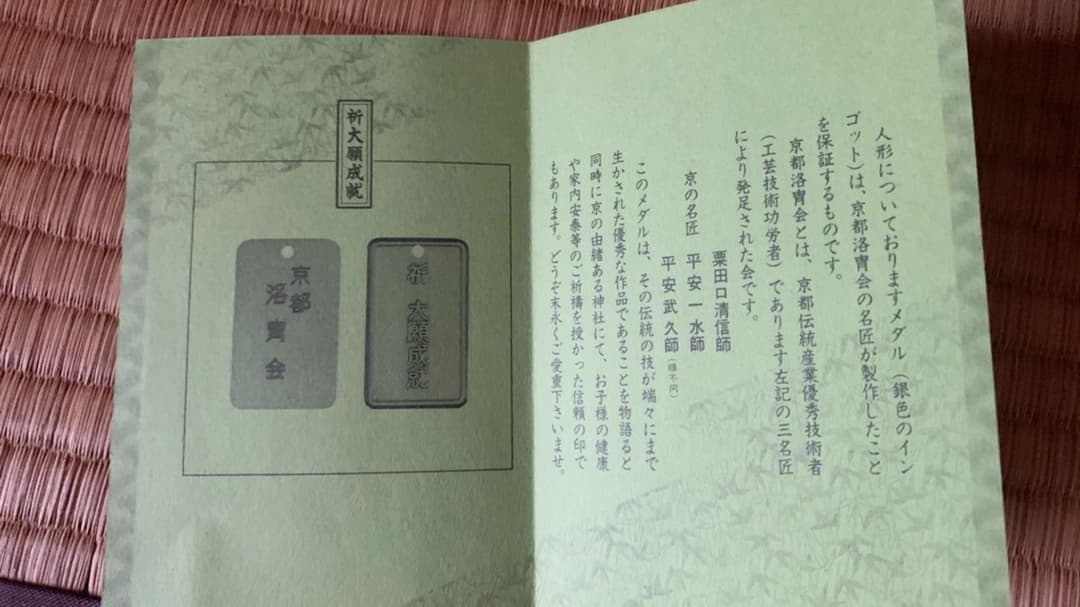 人形についておりますメダル（銀色のイン
ゴット）は、京都洛冑会の名匠が製作したこと
を保証するものです。
京都洛冑会とは、京都伝統産業優秀技術者
（工芸技術功労者）であります左記の三名匠
により発足された会です。
粟田口清信師
京の名匠 平安一水師
平安武久師（順不同）
このメダルは、その伝統の技が端々にまで
生かされた優秀な作品であることを物語ると
同時に京の由緒ある神社にて、お子様の健康
や家内安泰等のご祈禱を授かった信頼の印で
もあります。どうぞ末永くご愛重下さいませ。
祈大願成就
祈 大願成就
京都
洛冑会